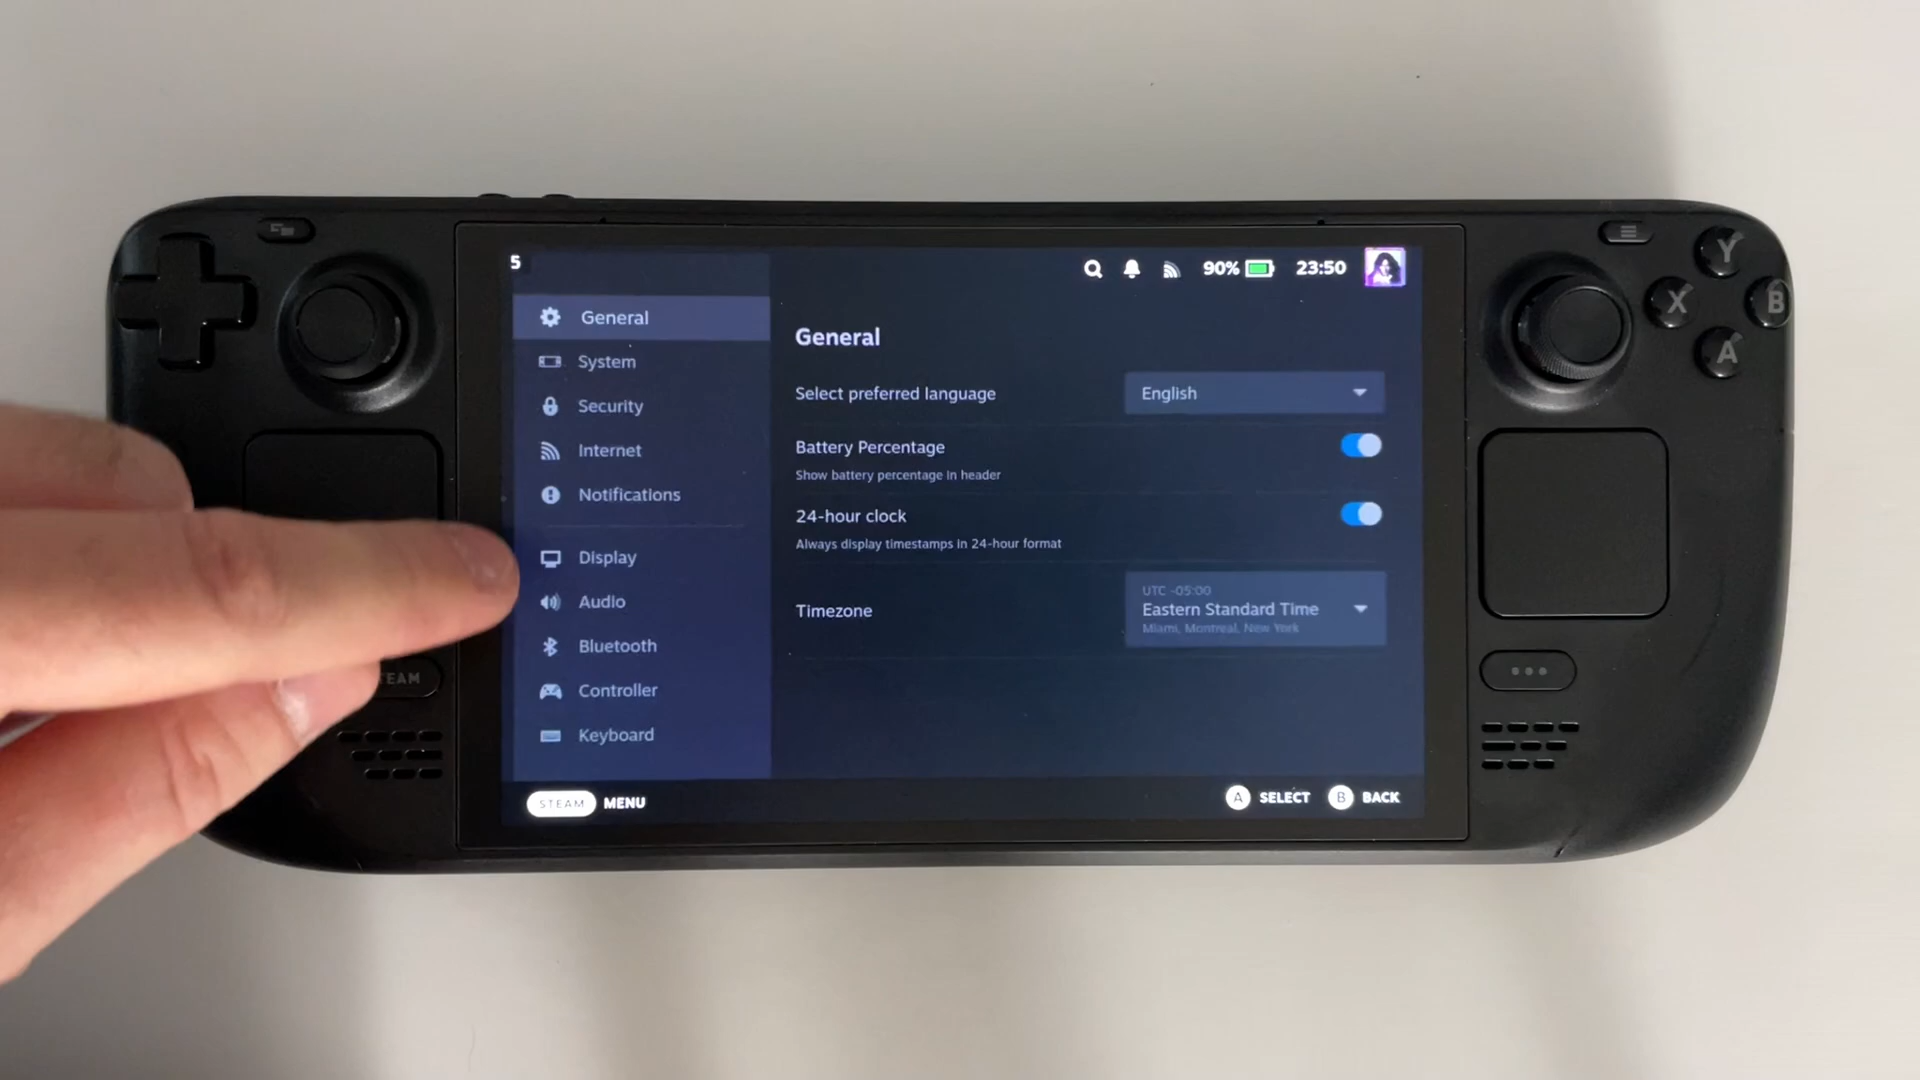 5
90%
23:50
General
System
Security
Internet
Notifications
Display
Audio
Bluetooth
Controller
Keyboard
General
Select preferred language
English
Battery Percentage
Show battery percentage in header
24-hour clock
Always display timestamps in 24-hour format
Timezone
UTC -05:00
Eastern Standard Time
Miami, Montreal, New York
STEAM MENU
A SELECT
B BACK
Y
X
B
A
TEAM